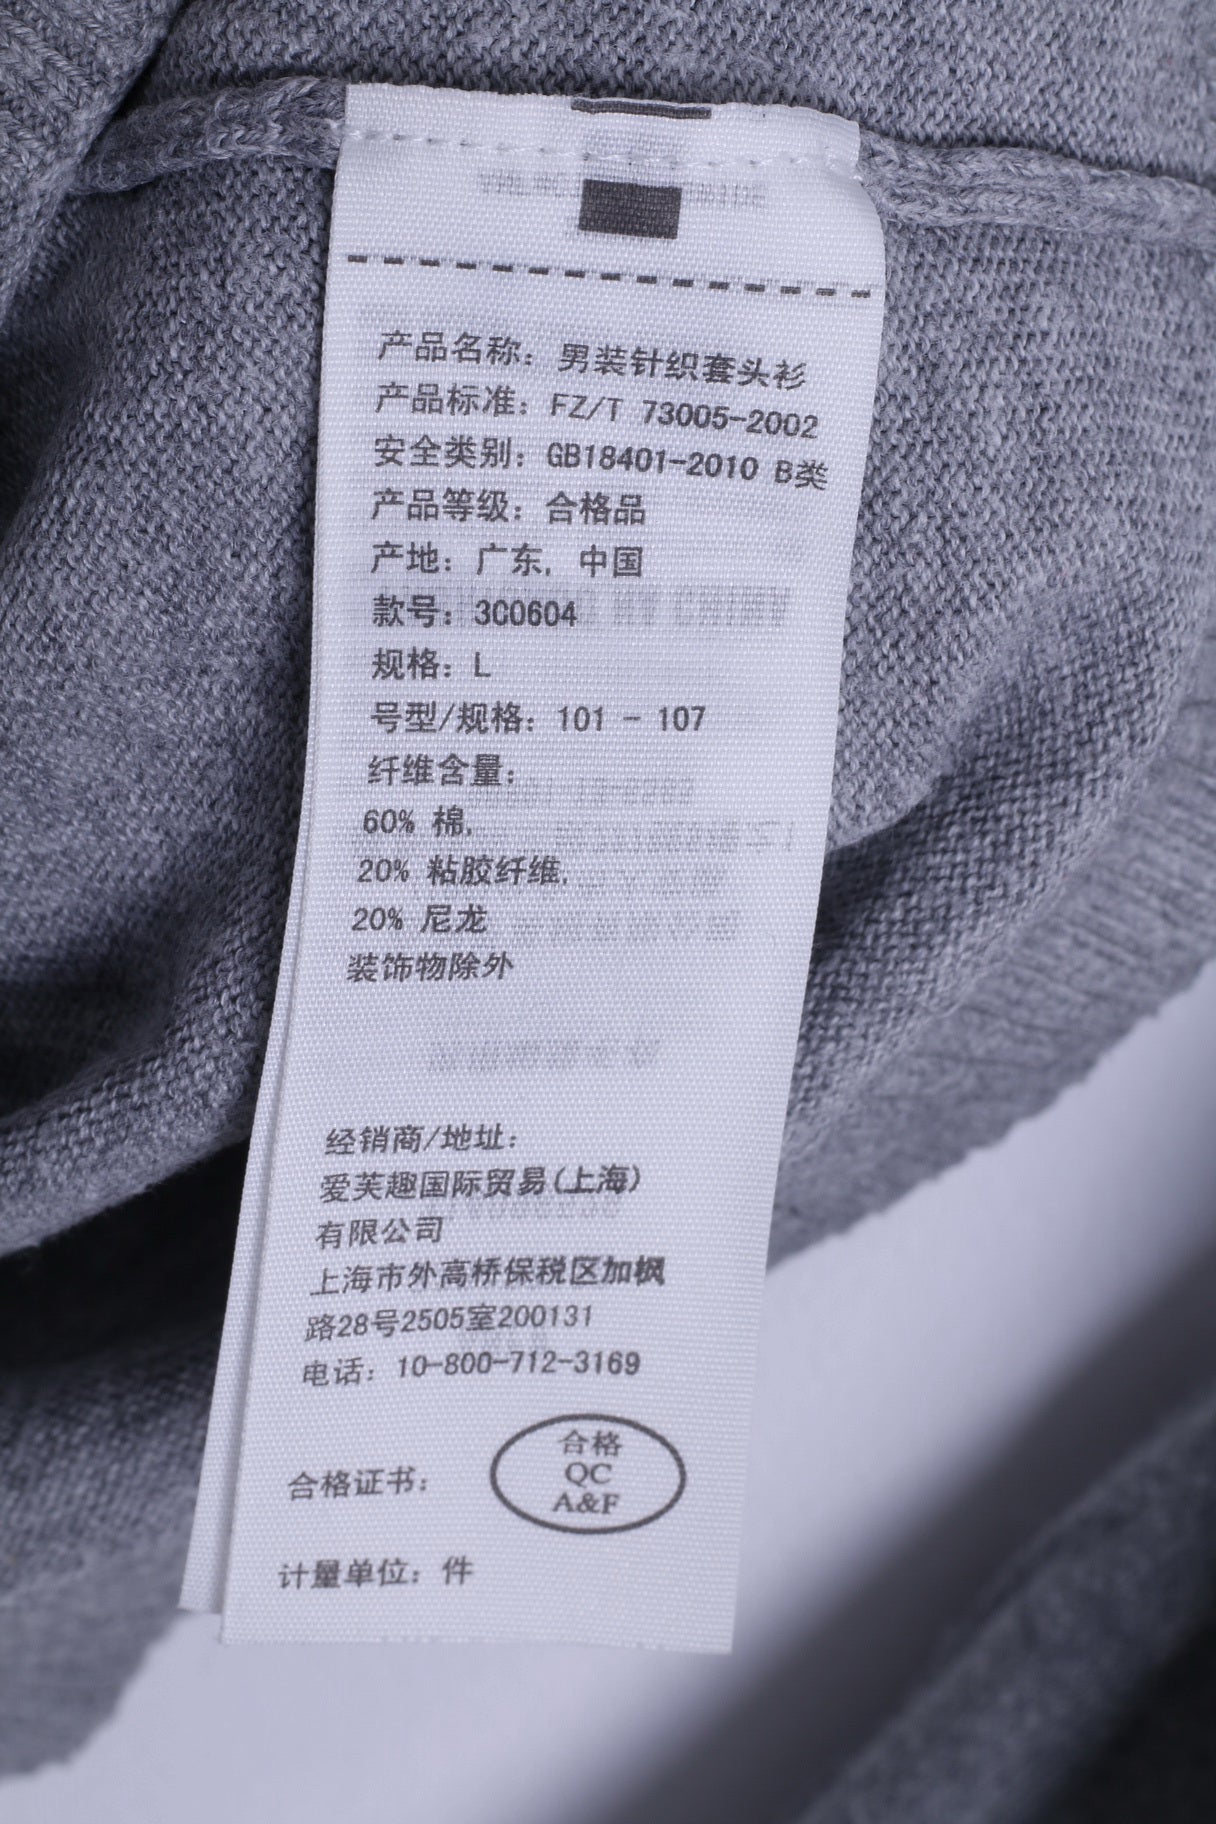 产品名称：男装针织套头衫
产品标准：FZ/T 73005-2002
安全类别：GB18401-2010 B类
产品等级：合格品
产地：广东，中国
款号：3C0604
规格：L
号型/规格：101 - 107
纤维含量：
60% 棉，
20% 粘胶纤维，
20% 尼龙
装饰物除外
经销商/地址：
爱芙趣国际贸易(上海)
有限公司
上海市外高桥保税区加枫
路28号2505室200131
电话：10-800-712-3169
合格证书：
合格
QC
A&F
计量单位：件